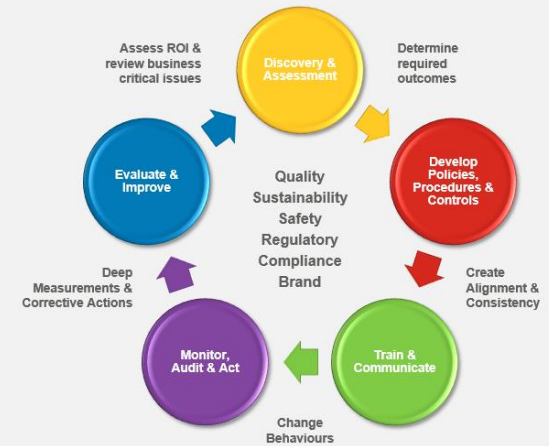 Assess ROI &
review business
critical issues
Discovery &
Assessment
Determine
required
outcomes
Evaluate &
Improve
Develop
Policies,
Procedures &
Controls
Quality
Sustainability
Safety
Regulatory
Compliance
Brand
Deep
Measurements &
Corrective Actions
Create
Alignment &
Consistency
Monitor,
Audit & Act
Train &
Communicate
Change
Behaviours